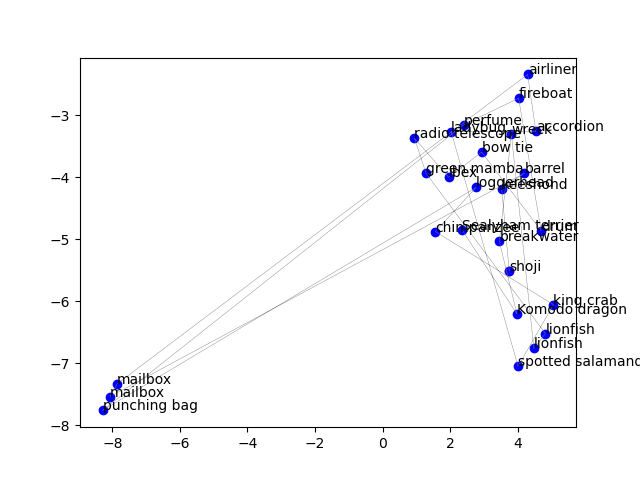 airliner
fireboat
−3
perfume
accordion
ladybug
wreck
radio telescope
bow tie
green mamba
barrel
−4
ibex
loggerhead
keeshond
Sealyham terrier
drum
chimpanzee
−5
breakwater
shoji
−6
king crab
Komodo dragon
lionfish
lionfish
−7
spotted salamand
mailbox
mailbox
punching bag
−8
−8
−6
−4
−2
0
2
4